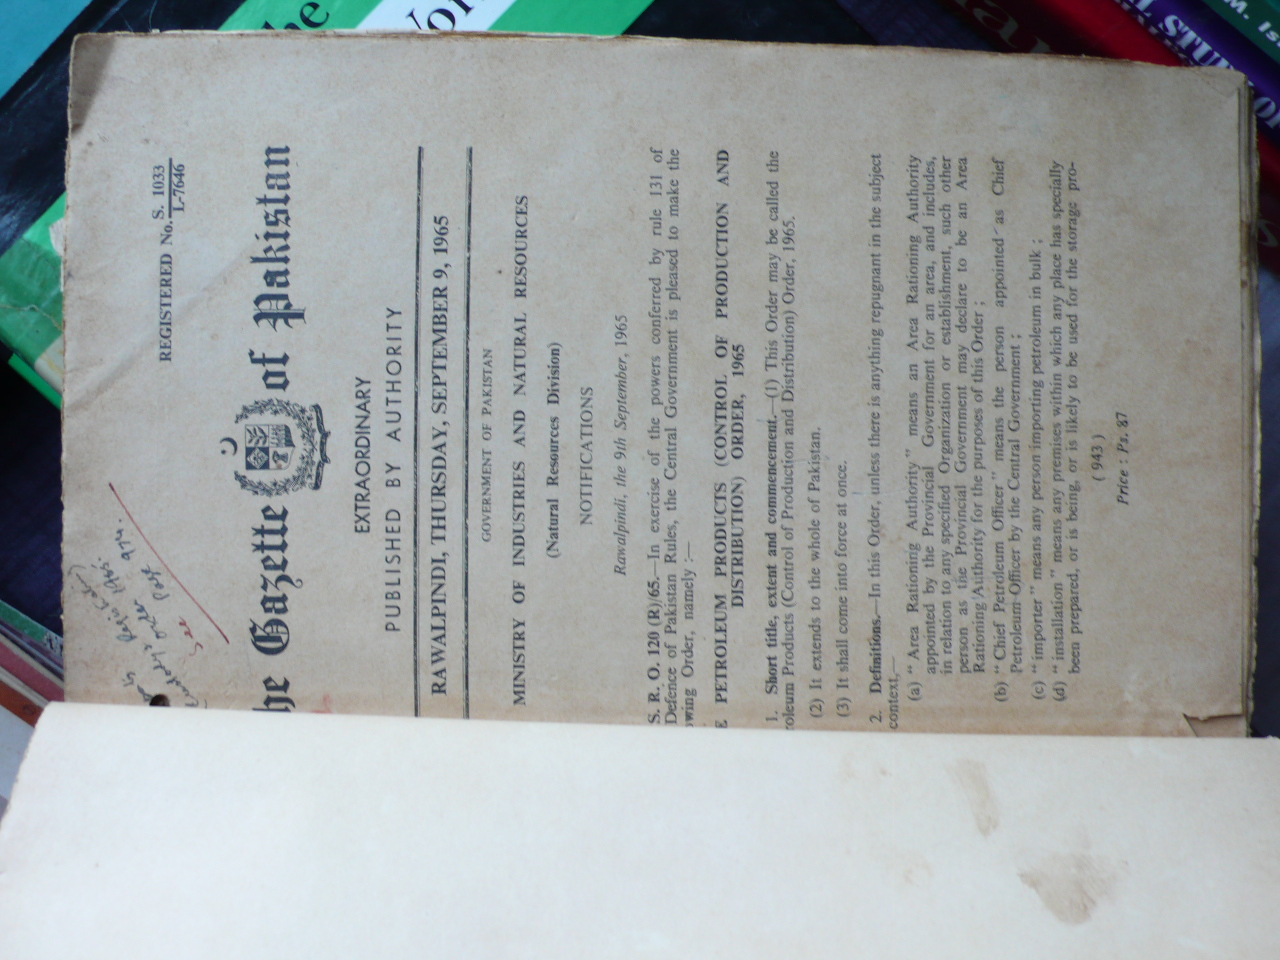 REGISTERED No. S. 1033
L-7646
he Gazette of Pakistan
EXTRAORDINARY
PUBLISHED BY AUTHORITY
RAWALPINDI, THURSDAY, SEPTEMBER 9, 1965
GOVERNMENT OF PAKISTAN
MINISTRY OF INDUSTRIES AND NATURAL RESOURCES
(Natural Resources Division)
NOTIFICATIONS
Rawalpindi, the 9th September, 1965
S. R. O. 120 (R)/65.—In exercise of the powers conferred by rule 131 of
Defence of Pakistan Rules, the Central Government is pleased to make the
owing Order, namely :—
E PETROLEUM PRODUCTS (CONTROL OF PRODUCTION AND
DISTRIBUTION) ORDER, 1965
1. Short title, extent and commencement.—(1) This Order may be called the
roleum Products (Control of Production and Distribution) Order, 1965.
(2) It extends to the whole of Pakistan.
(3) It shall come into force at once.
2. Definitions.—In this Order, unless there is anything repugnant in the subject
context,—
(a) “ Area Rationing Authority ” means an Area Rationing Authority
appointed by the Provincial Government for an area, and includes,
in relation to any specified Organization or establishment, such other
person as the Provincial Government may declare to be an Area
Rationing Authority for the purposes of this Order ;
(b) “ Chief Petroleum Officer ” means the person appointed as Chief
Petroleum Officer by the Central Government ;
(c) “ importer ” means any person importing petroleum in bulk ;
(d) “ installation ” means any premises within which any place has specially
been prepared, or is being, or is likely to be used for the storage pro-
( 943 )
Price : Ps. 87
see Page 974.
he
STU
M. Is